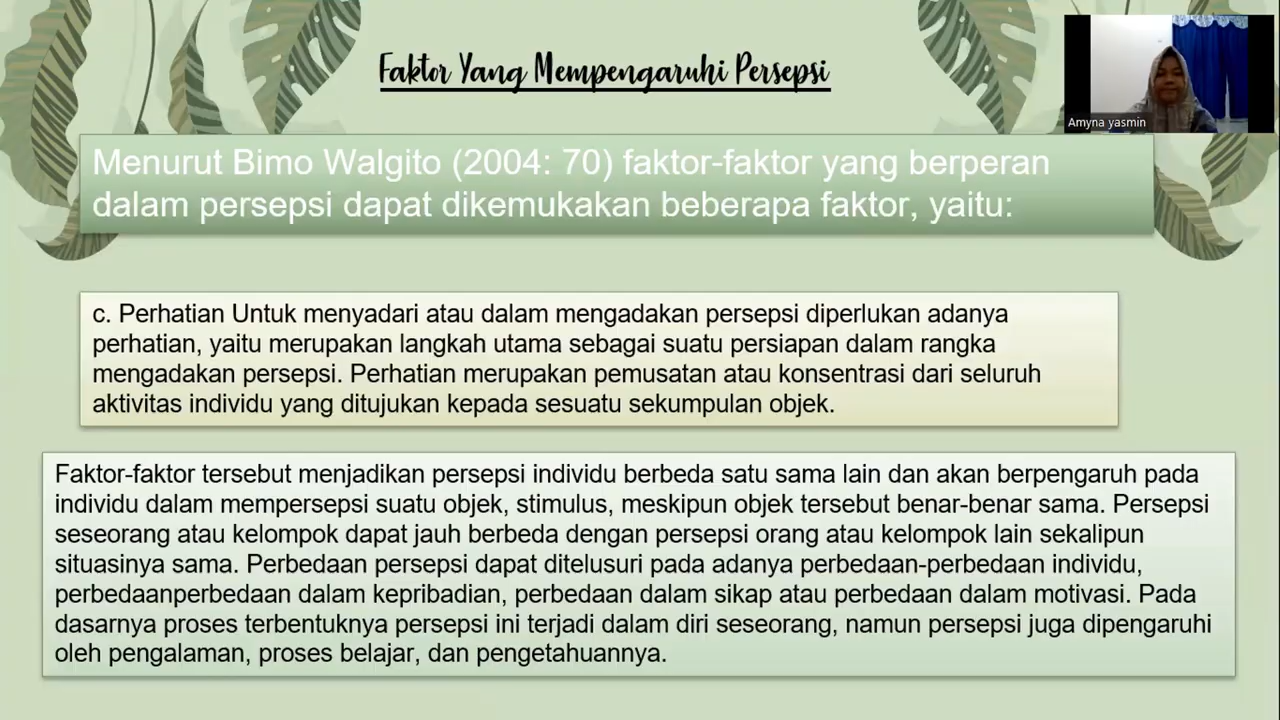 Faktor Yang Mempengaruhi Persepsi
Amyna yasmin
Menurut Bimo Walgito (2004: 70) faktor-faktor yang berperan
dalam persepsi dapat dikemukakan beberapa faktor, yaitu:
c. Perhatian Untuk menyadari atau dalam mengadakan persepsi diperlukan adanya
perhatian, yaitu merupakan langkah utama sebagai suatu persiapan dalam rangka
mengadakan persepsi. Perhatian merupakan pemusatan atau konsentrasi dari seluruh
aktivitas individu yang ditujukan kepada sesuatu sekumpulan objek.
Faktor-faktor tersebut menjadikan persepsi individu berbeda satu sama lain dan akan berpengaruh pada
individu dalam mempersepsi suatu objek, stimulus, meskipun objek tersebut benar-benar sama. Persepsi
seseorang atau kelompok dapat jauh berbeda dengan persepsi orang atau kelompok lain sekalipun
situasinya sama. Perbedaan persepsi dapat ditelusuri pada adanya perbedaan-perbedaan individu,
perbedaanperbedaan dalam kepribadian, perbedaan dalam sikap atau perbedaan dalam motivasi. Pada
dasarnya proses terbentuknya persepsi ini terjadi dalam diri seseorang, namun persepsi juga dipengaruhi
oleh pengalaman, proses belajar, dan pengetahuannya.